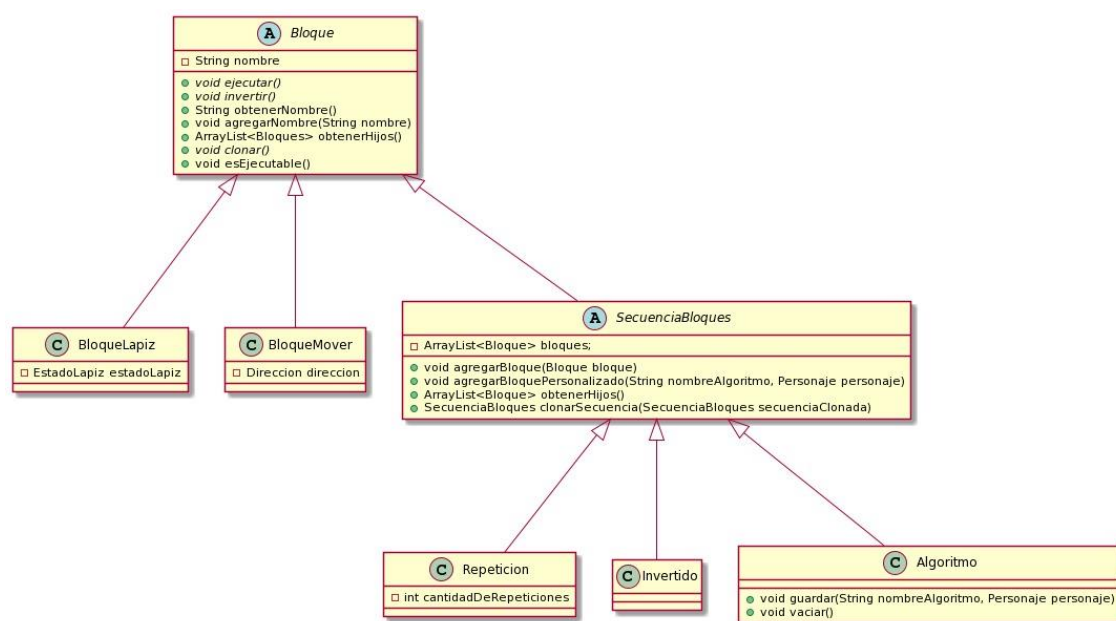 A Bloque
String nombre
void ejecutar()
void invertir()
String obtenerNombre()
void agregarNombre(String nombre)
ArrayList<Bloques> obtenerHijos()
void clonar()
void esEjecutable()
C BloqueLapiz
EstadoLapiz estadoLapiz
C BloqueMover
Direccion direccion
A SecuenciaBloques
ArrayList<Bloque> bloques;
void agregarBloque(Bloque bloque)
void agregarBloquePersonalizado(String nombreAlgoritmo, Personaje personaje)
ArrayList<Bloque> obtenerHijos()
SecuenciaBloques clonarSecuencia(SecuenciaBloques secuenciaClonada)
C Repeticion
int cantidadDeRepeticiones
C Invertido
C Algoritmo
void guardar(String nombreAlgoritmo, Personaje personaje)
void vaciar()